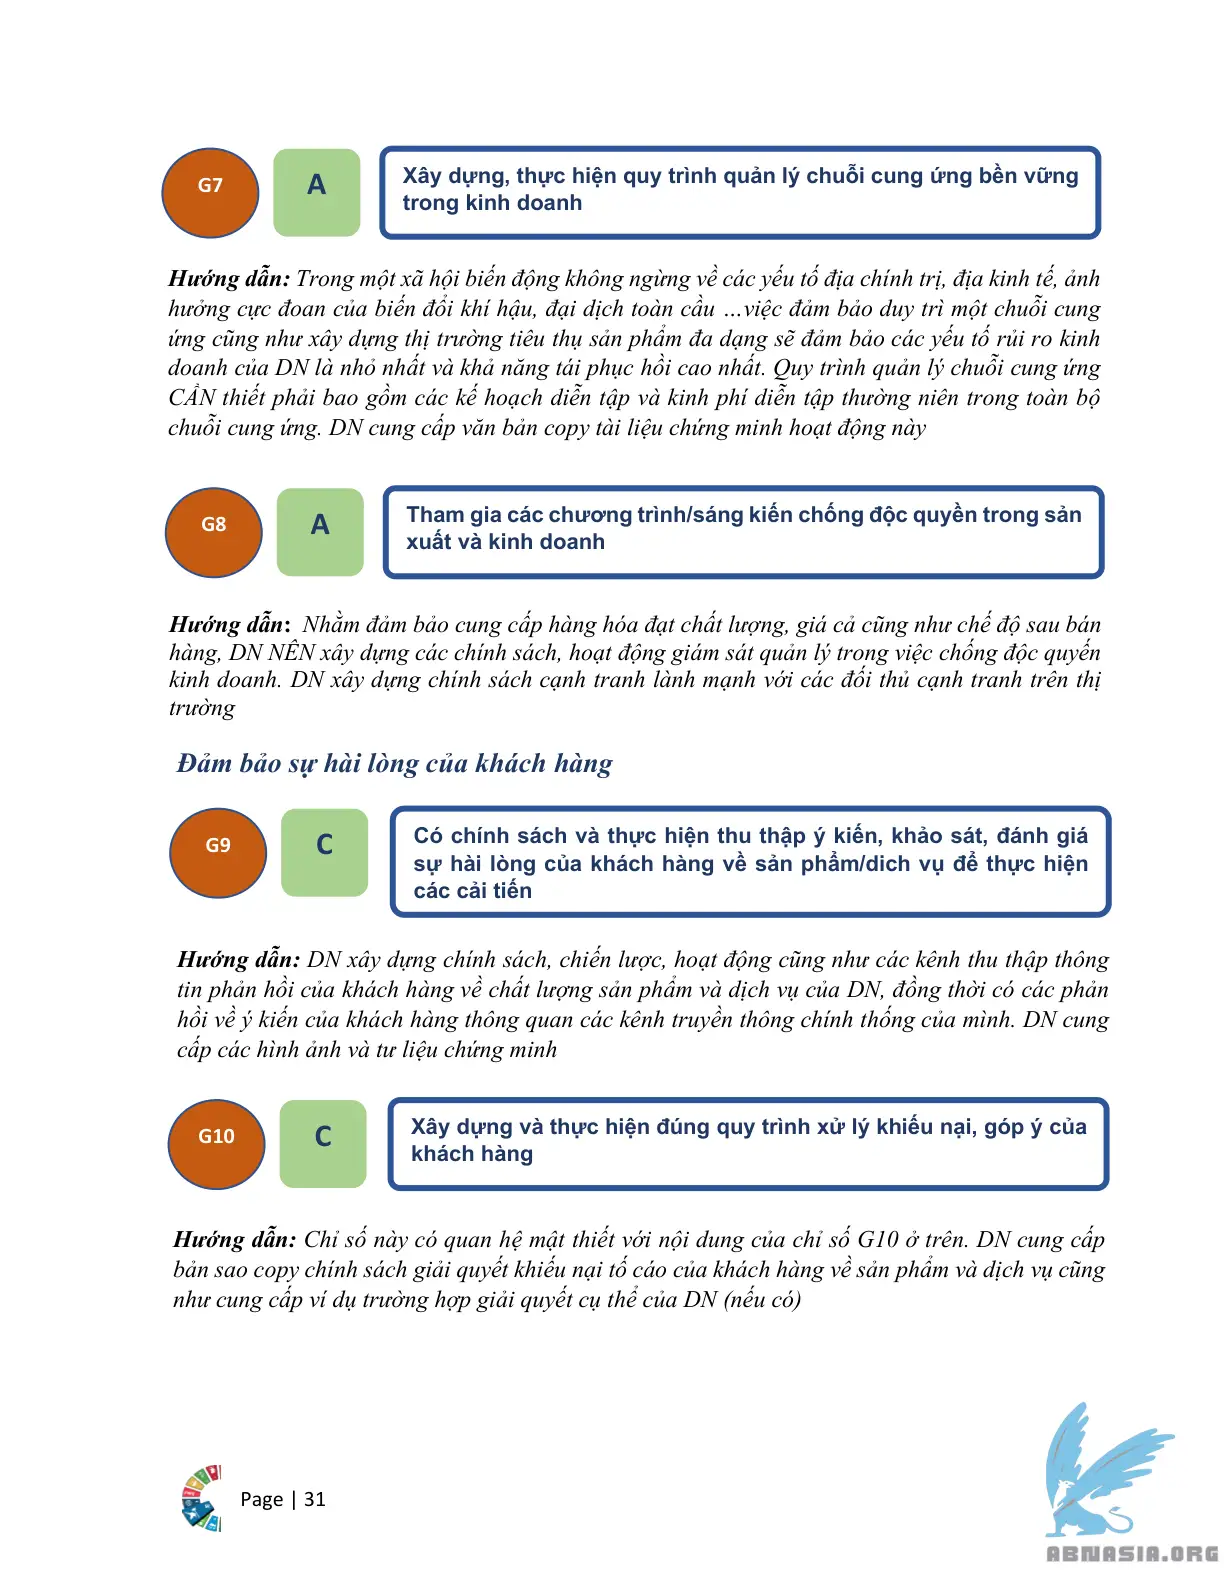 G7
A
Xây dựng, thực hiện quy trình quản lý chuỗi cung ứng bền vững
trong kinh doanh
Hướng dẫn: Trong một xã hội biến động không ngừng về các yếu tố địa chính trị, địa kinh tế, ảnh
hưởng cực đoan của biến đổi khí hậu, đại dịch toàn cầu …việc đảm bảo duy trì một chuỗi cung
ứng cũng như xây dựng thị trường tiêu thụ sản phẩm đa dạng sẽ đảm bảo các yếu tố rủi ro kinh
doanh của DN là nhỏ nhất và khả năng tái phục hồi cao nhất. Quy trình quản lý chuỗi cung ứng
CẦN thiết phải bao gồm các kế hoạch diễn tập và kinh phí diễn tập thường niên trong toàn bộ
chuỗi cung ứng. DN cung cấp văn bản copy tài liệu chứng minh hoạt động này
G8
A
Tham gia các chương trình/sáng kiến chống độc quyền trong sản
xuất và kinh doanh
Hướng dẫn: Nhằm đảm bảo cung cấp hàng hóa đạt chất lượng, giá cả cũng như chế độ sau bán
hàng, DN NÊN xây dựng các chính sách, hoạt động giám sát quản lý trong việc chống độc quyến
kinh doanh. DN xây dựng chính sách cạnh tranh lành mạnh với các đối thủ cạnh tranh trên thị
trường
Đảm bảo sự hài lòng của khách hàng
G9
C
Có chính sách và thực hiện thu thập ý kiến, khảo sát, đánh giá
sự hài lòng của khách hàng về sản phẩm/dich vụ để thực hiện
các cải tiến
Hướng dẫn: DN xây dựng chính sách, chiến lược, hoạt động cũng như các kênh thu thập thông
tin phản hồi của khách hàng về chất lượng sản phẩm và dịch vụ của DN, đồng thời có các phản
hồi về ý kiến của khách hàng thông quan các kênh truyền thông chính thống của mình. DN cung
cấp các hình ảnh và tư liệu chứng minh
G10
C
Xây dựng và thực hiện đúng quy trình xử lý khiếu nại, góp ý của
khách hàng
Hướng dẫn: Chỉ số này có quan hệ mật thiết với nội dung của chỉ số G10 ở trên. DN cung cấp
bản sao copy chính sách giải quyết khiếu nại tố cáo của khách hàng về sản phẩm và dịch vụ cũng
như cung cấp ví dụ trường hợp giải quyết cụ thể của DN (nếu có)
Page | 31
ABNASIA.ORG